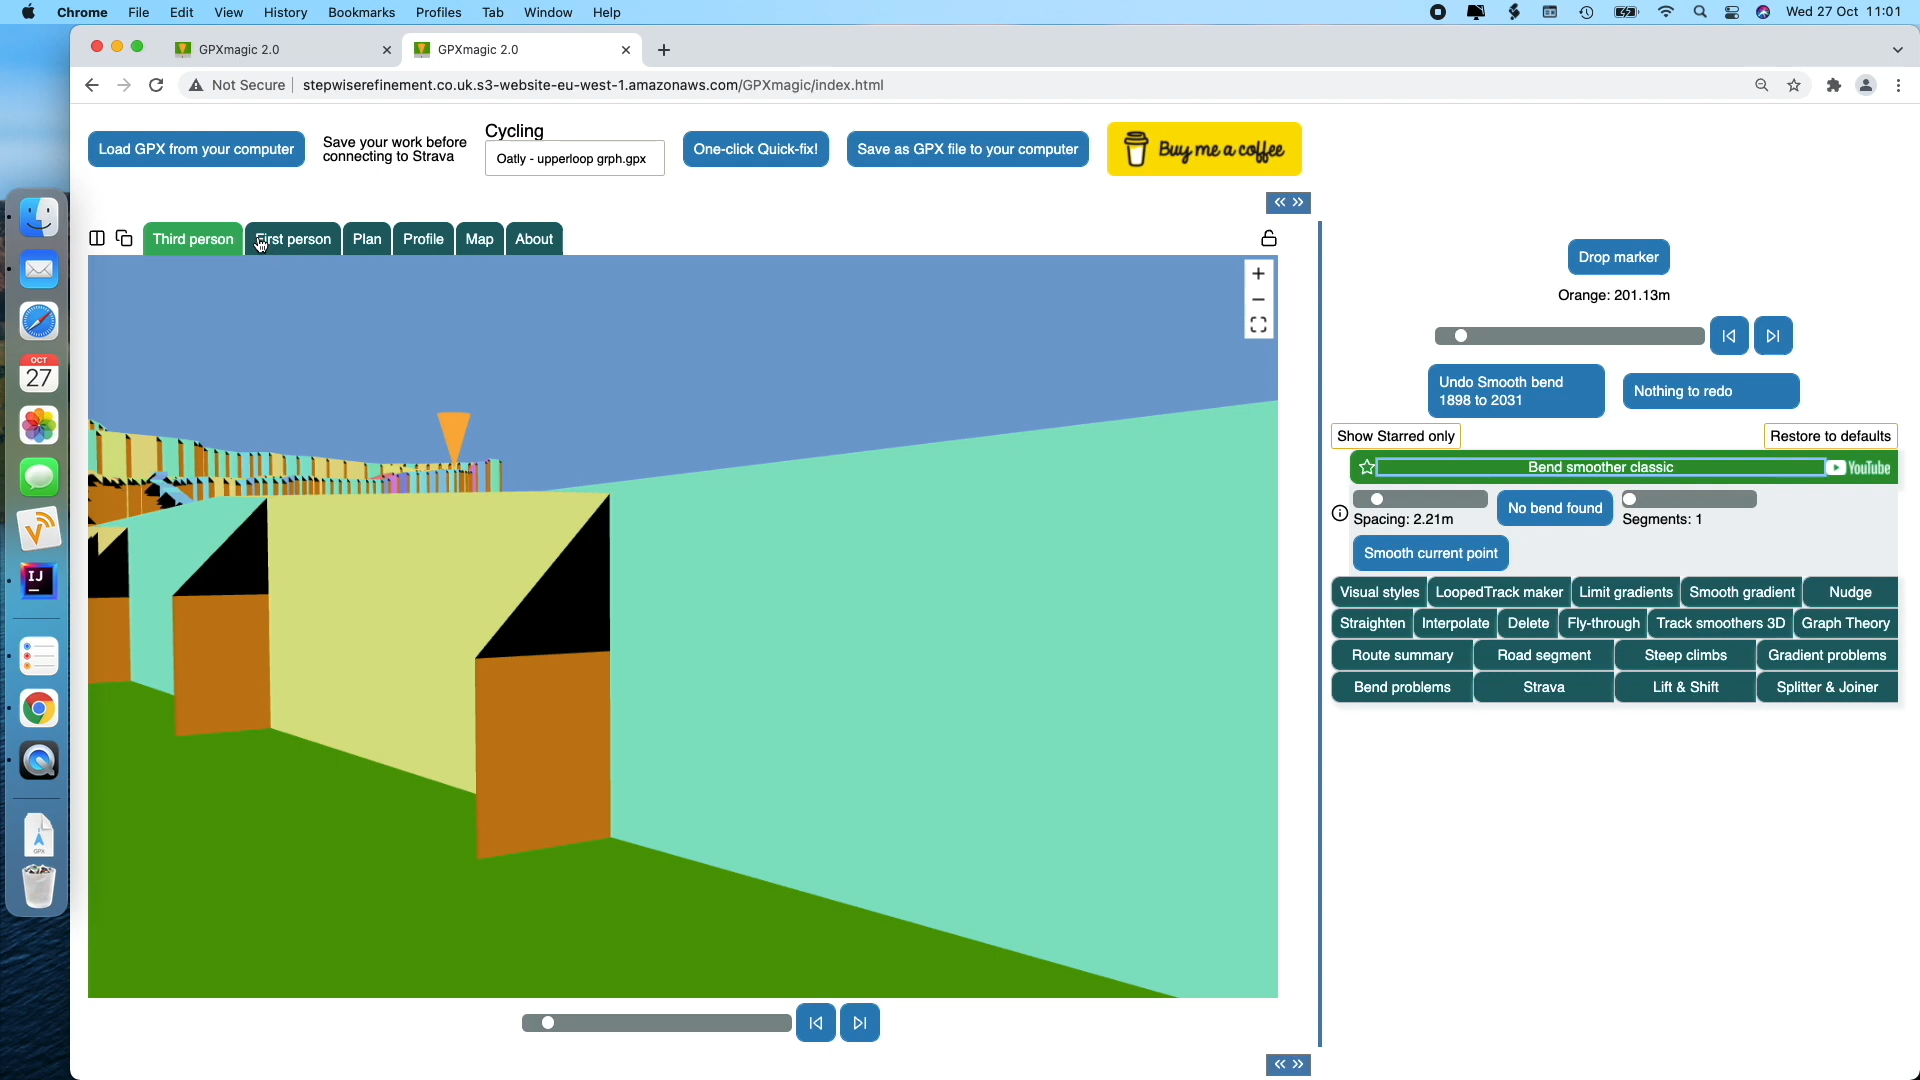 Chrome File Edit View History Bookmarks Profiles Tab Window Help Wed 27 Oct 11:01
GPXmagic 2.0 GPXmagic 2.0
Not Secure stepwiserefinement.co.uk.s3-website-eu-west-1.amazonaws.com/GPXmagic/index.html
Load GPX from your computer
Save your work before
connecting to Strava
Cycling
Oatly - upperloop grph.gpx
One-click Quick-fix!
Save as GPX file to your computer
Buy me a coffee
Third person First person Plan Profile Map About
Drop marker
Orange: 201.13m
Undo Smooth bend
1898 to 2031
Nothing to redo
Show Starred only Restore to defaults
Bend smoother classic YouTube
Spacing: 2.21m
No bend found
Segments: 1
Smooth current point
Visual styles LoopedTrack maker Limit gradients Smooth gradient Nudge
Straighten Interpolate Delete Fly-through Track smoothers 3D Graph Theory
Route summary Road segment Steep climbs Gradient problems
Bend problems Strava Lift & Shift Splitter & Joiner
OCT
27
IJ
GPX